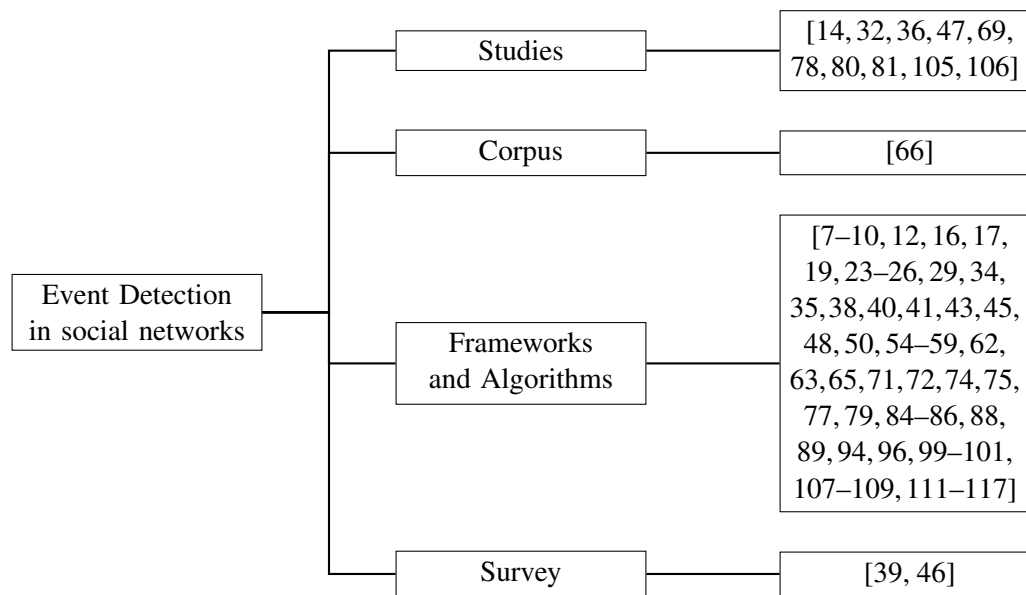 Event Detection
in social networks
Studies
[14, 32, 36, 47, 69,
78, 80, 81, 105, 106]
Corpus
[66]
Frameworks
and Algorithms
[7–10, 12, 16, 17,
19, 23–26, 29, 34,
35, 38, 40, 41, 43, 45,
48, 50, 54–59, 62,
63, 65, 71, 72, 74, 75,
77, 79, 84–86, 88,
89, 94, 96, 99–101,
107–109, 111–117]
Survey
[39, 46]